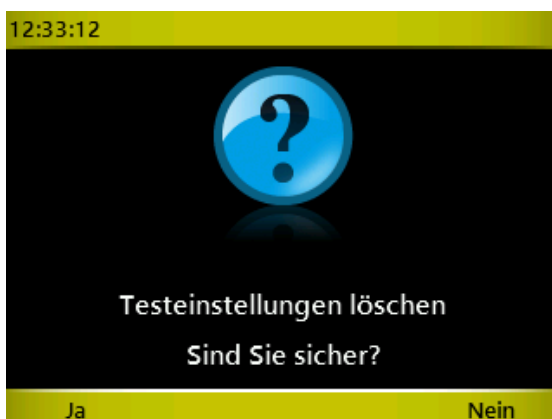 12:33:12
?
Testeinstellungen löschen
Sind Sie sicher?
Ja Nein